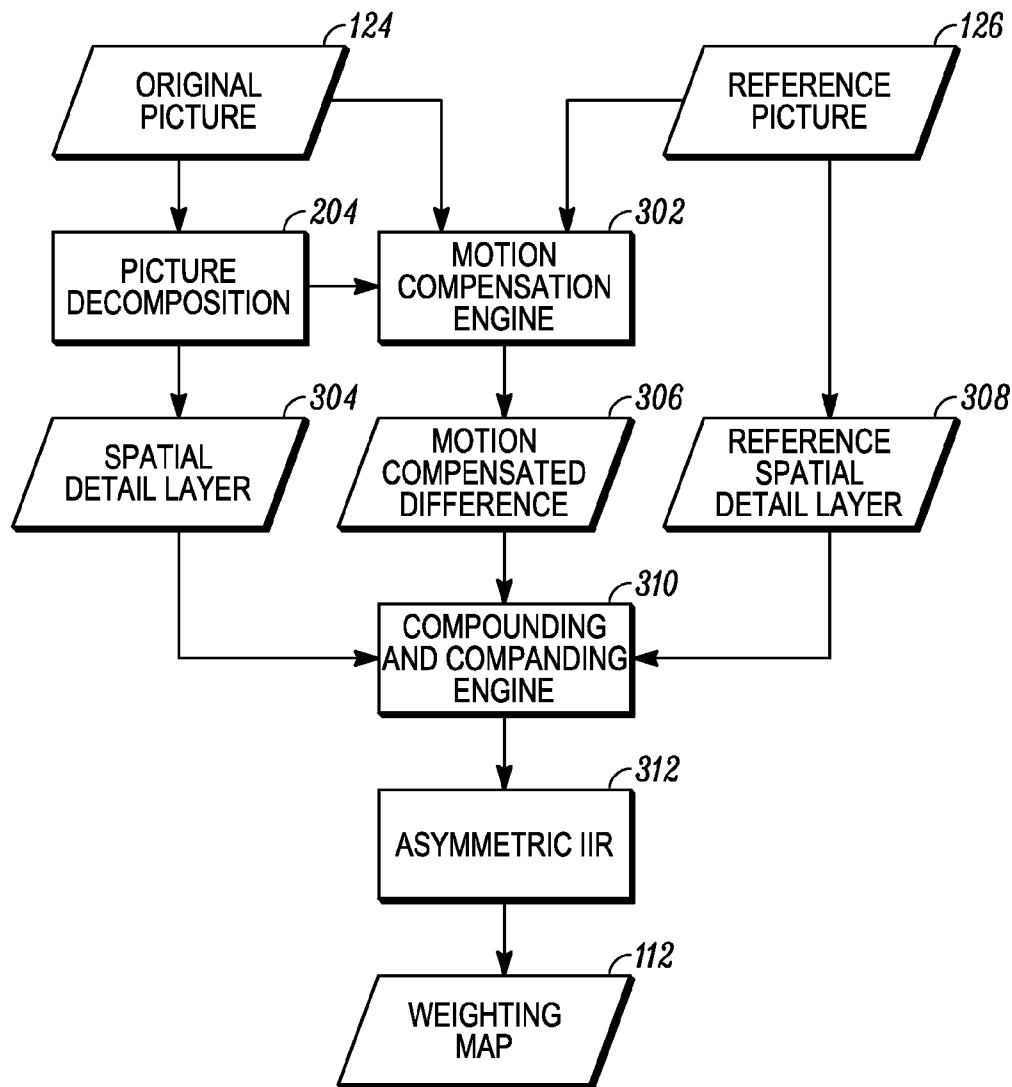 124
ORIGINAL
PICTURE
126
REFERENCE
PICTURE
204
PICTURE
DECOMPOSITION
302
MOTION
COMPENSATION
ENGINE
304
SPATIAL
DETAIL LAYER
306
MOTION
COMPENSATED
DIFFERENCE
308
REFERENCE
SPATIAL
DETAIL LAYER
310
COMPOUNDING
AND COMPANDING
ENGINE
312
ASYMMETRIC IIR
112
WEIGHTING
MAP